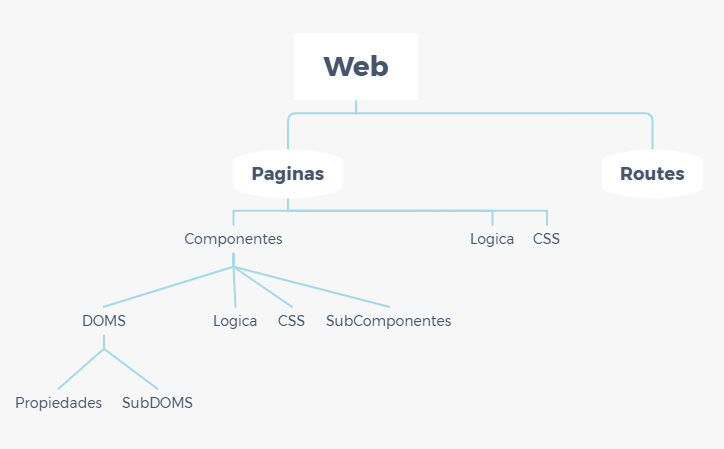 Web
Paginas
Routes
Componentes
Logica
CSS
DOMS
Logica
CSS
SubComponentes
Propiedades
SubDOMS